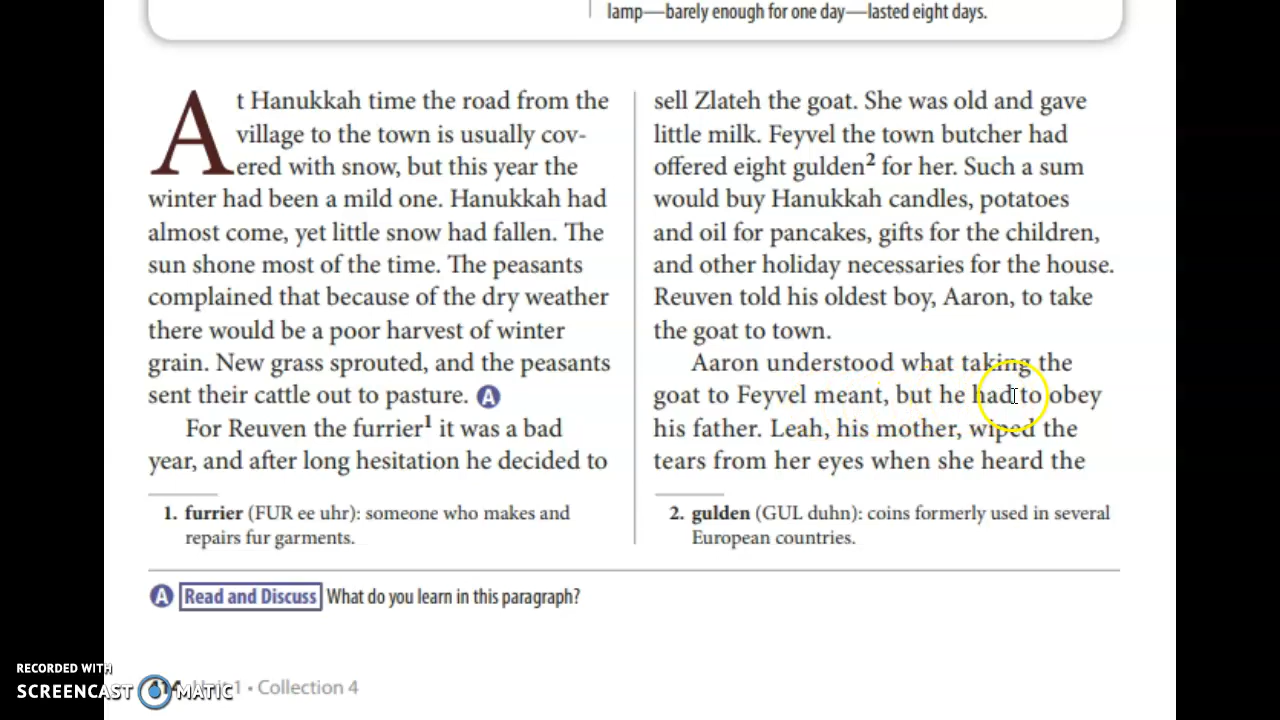 lamp—barely enough for one day—lasted eight days.
At Hanukkah time the road from the
village to the town is usually cov-
ered with snow, but this year the
winter had been a mild one. Hanukkah had
almost come, yet little snow had fallen. The
sun shone most of the time. The peasants
complained that because of the dry weather
there would be a poor harvest of winter
grain. New grass sprouted, and the peasants
sent their cattle out to pasture. A
For Reuven the furrier1 it was a bad
year, and after long hesitation he decided to
sell Zlateh the goat. She was old and gave
little milk. Feyvel the town butcher had
offered eight gulden2 for her. Such a sum
would buy Hanukkah candles, potatoes
and oil for pancakes, gifts for the children,
and other holiday necessaries for the house.
Reuven told his oldest boy, Aaron, to take
the goat to town.
Aaron understood what taking the
goat to Feyvel meant, but he had to obey
his father. Leah, his mother, wiped the
tears from her eyes when she heard the
1. furrier (FUR ee uhr): someone who makes and
repairs fur garments.
2. gulden (GUL duhn): coins formerly used in several
European countries.
A Read and Discuss What do you learn in this paragraph?
RECORDED WITH
SCREENCAST MATIC
1 • Collection 4